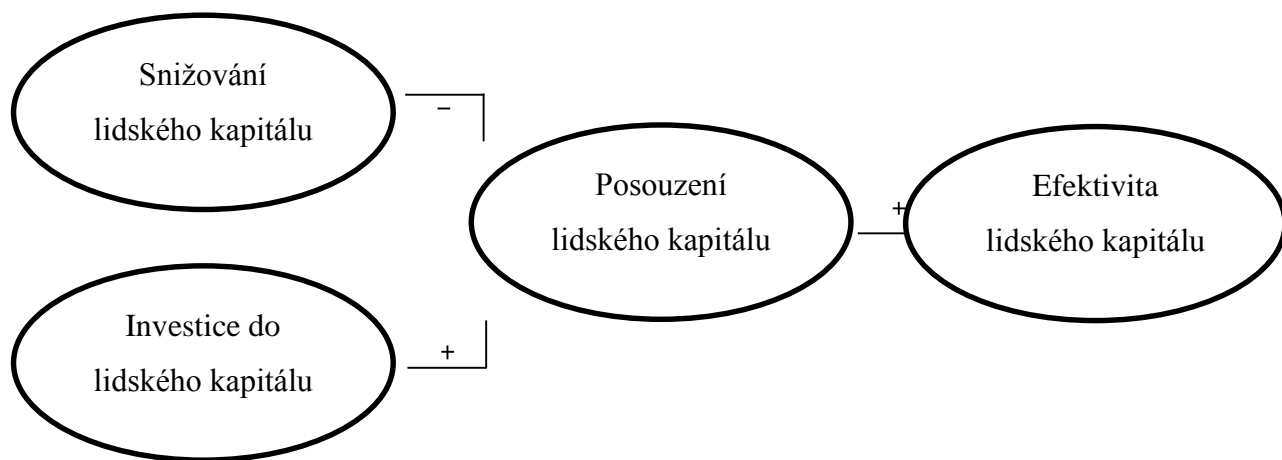 Snižování
lidského kapitálu
−
Posouzení
lidského kapitálu
+
Efektivita
lidského kapitálu
Investice do
lidského kapitálu
+